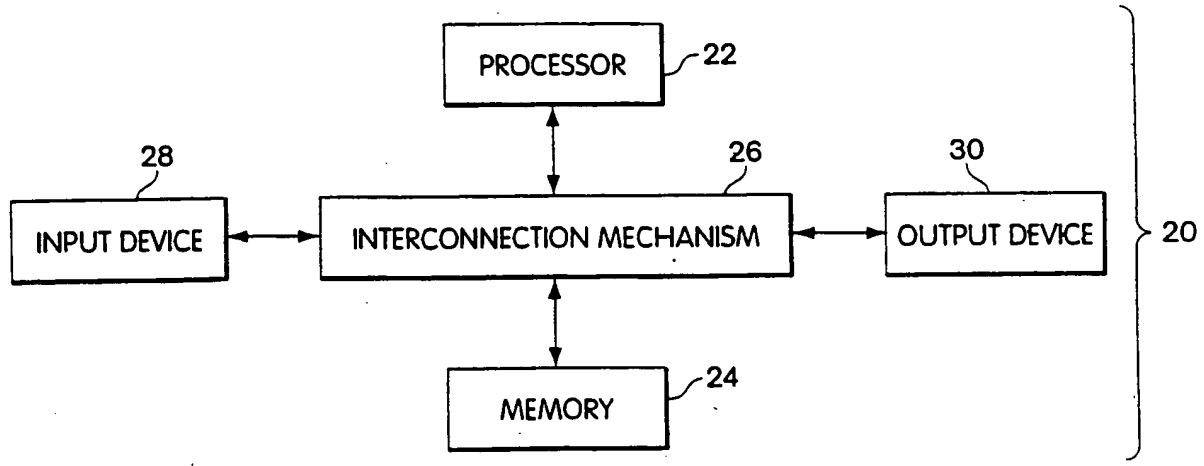 PROCESSOR
22
28
26
30
INPUT DEVICE
INTERCONNECTION MECHANISM
OUTPUT DEVICE
20
24
MEMORY